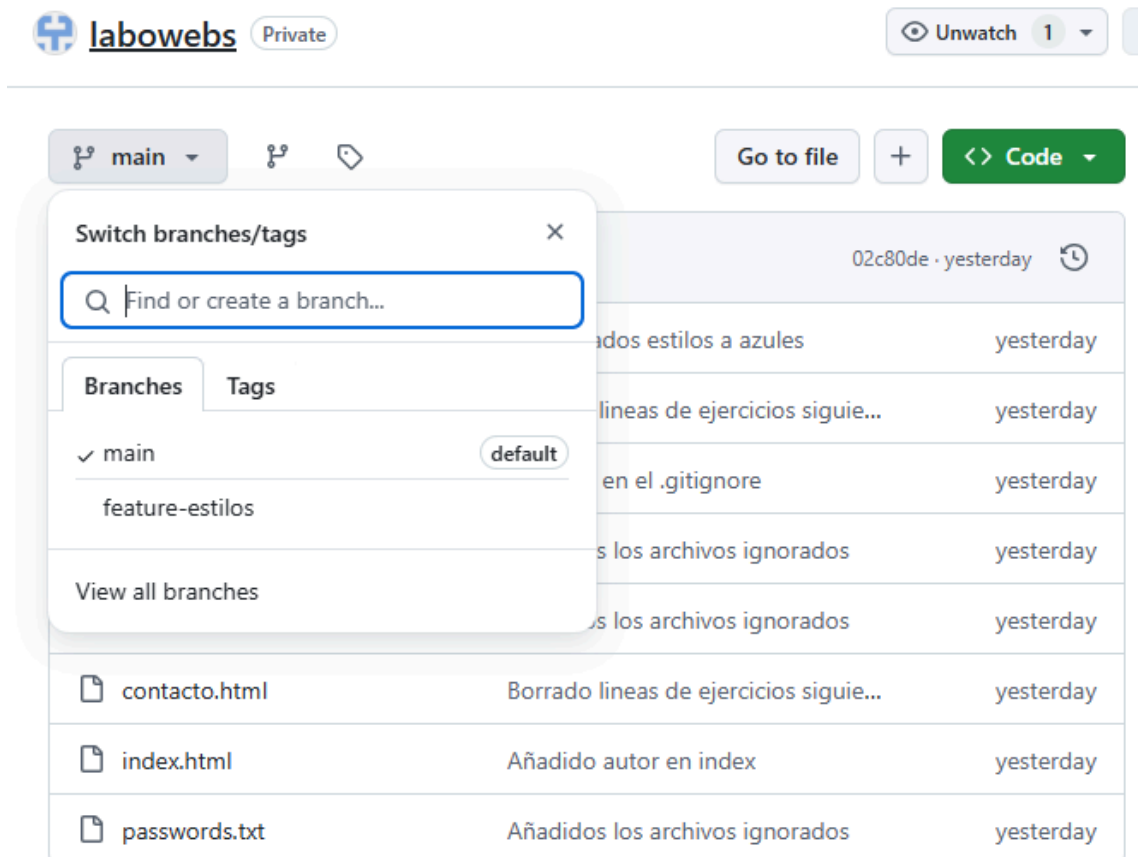 labowebs Private Unwatch 1
main Go to file + Code
Switch branches/tags
02c80de · yesterday
Find or create a branch...
estilos a azules yesterday
Branches Tags
lineas de ejercicios siguie... yesterday
main default
en el .gitignore yesterday
feature-estilos
los archivos ignorados yesterday
View all branches
los archivos ignorados yesterday
contacto.html Borrado lineas de ejercicios siguie... yesterday
index.html Añadido autor en index yesterday
passwords.txt Añadidos los archivos ignorados yesterday